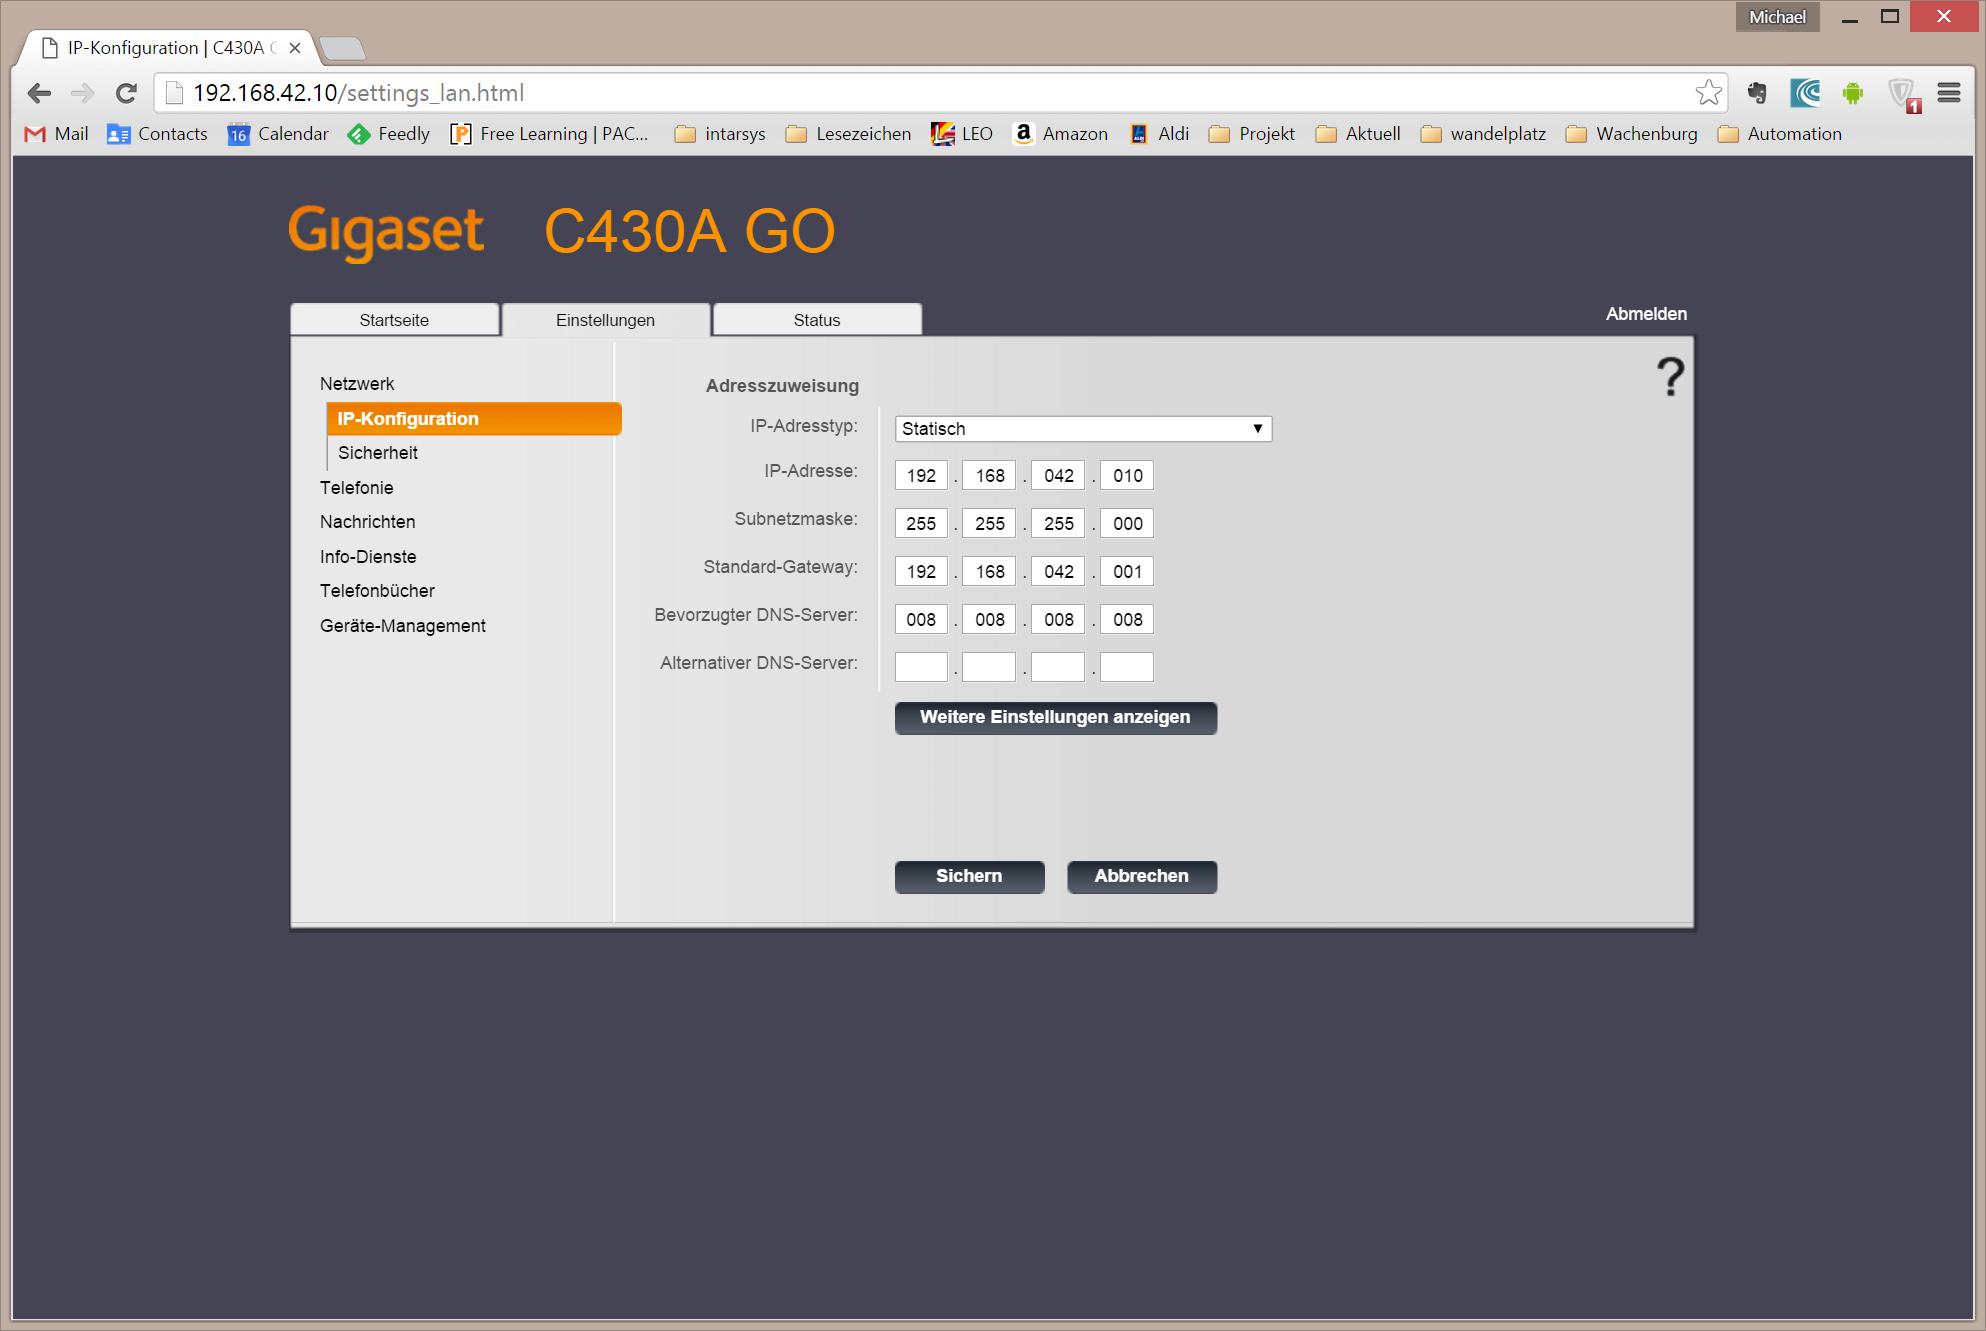 Michael
IP-Konfiguration | C430A G
192.168.42.10/settings_lan.html
1
Mail Contacts 16 Calendar Feedly [P] Free Learning | PAC... intarsys Lesezeichen LEO a Amazon ALDI Aldi Projekt Aktuell wandelplatz Wachenburg Automation
Gigaset C430A GO
Startseite Einstellungen Status Abmelden
?
Netzwerk
IP-Konfiguration
Sicherheit
Telefonie
Nachrichten
Info-Dienste
Telefonbücher
Geräte-Management
Adresszuweisung
IP-Adresstyp: Statisch
IP-Adresse: 192 . 168 . 042 . 010
Subnetzmaske: 255 . 255 . 255 . 000
Standard-Gateway: 192 . 168 . 042 . 001
Bevorzugter DNS-Server: 008 . 008 . 008 . 008
Alternativer DNS-Server: . . .
Weitere Einstellungen anzeigen
Sichern Abbrechen